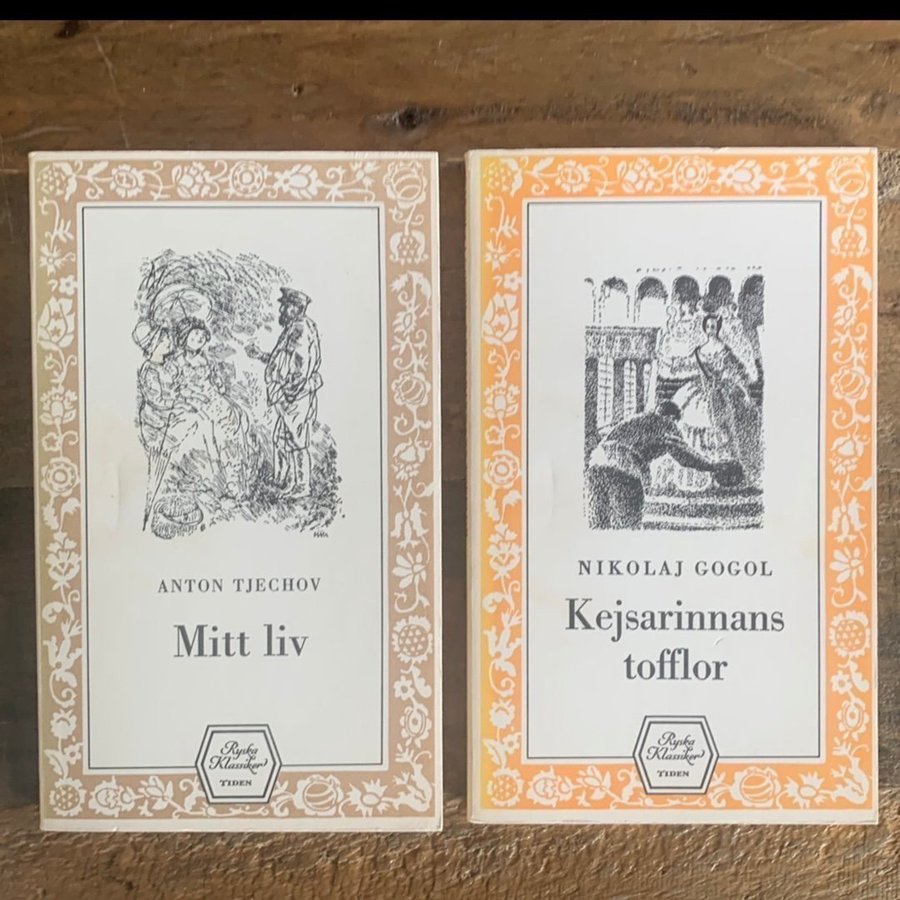 ANTON TJECHOV
Mitt liv
Ryska
Klassiker
TIDEN
NIKOLAJ GOGOL
Kejsarinnans
tofflor
Ryska
Klassiker
TIDEN